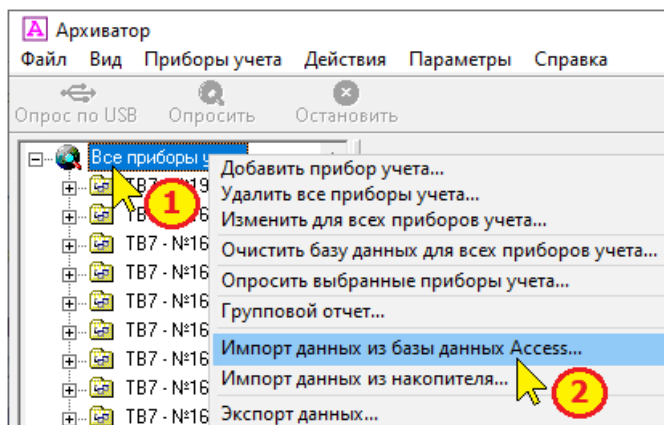 Архиватор
Файл Вид Приборы учета Действия Параметры Справка
Опрос по USB Опросить Остановить
Все приборы
Добавить прибор учета...
Удалить все приборы учета...
Изменить для всех приборов учета...
Очистить базу данных для всех приборов учета...
Опросить выбранные приборы учета...
Групповой отчет...
Импорт данных из базы данных Access...
Импорт данных из накопителя...
Экспорт данных...
1
2
ТВ7 - №16
ТВ7 - №16
ТВ7 - №16
ТВ7 - №16
ТВ7 - №16
ТВ7 - №16
ТВ7 - №16